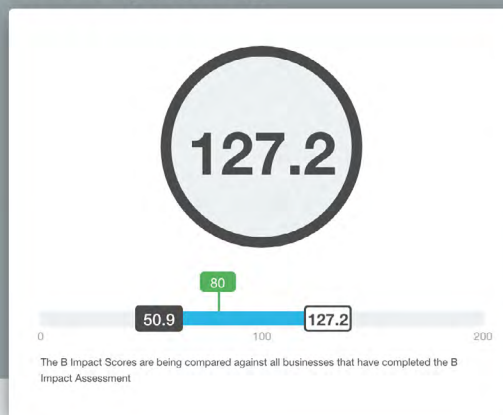 127.2
80
50.9 127.2
0 100 200
The B Impact Scores are being compared against all businesses that have completed the B
Impact Assessment